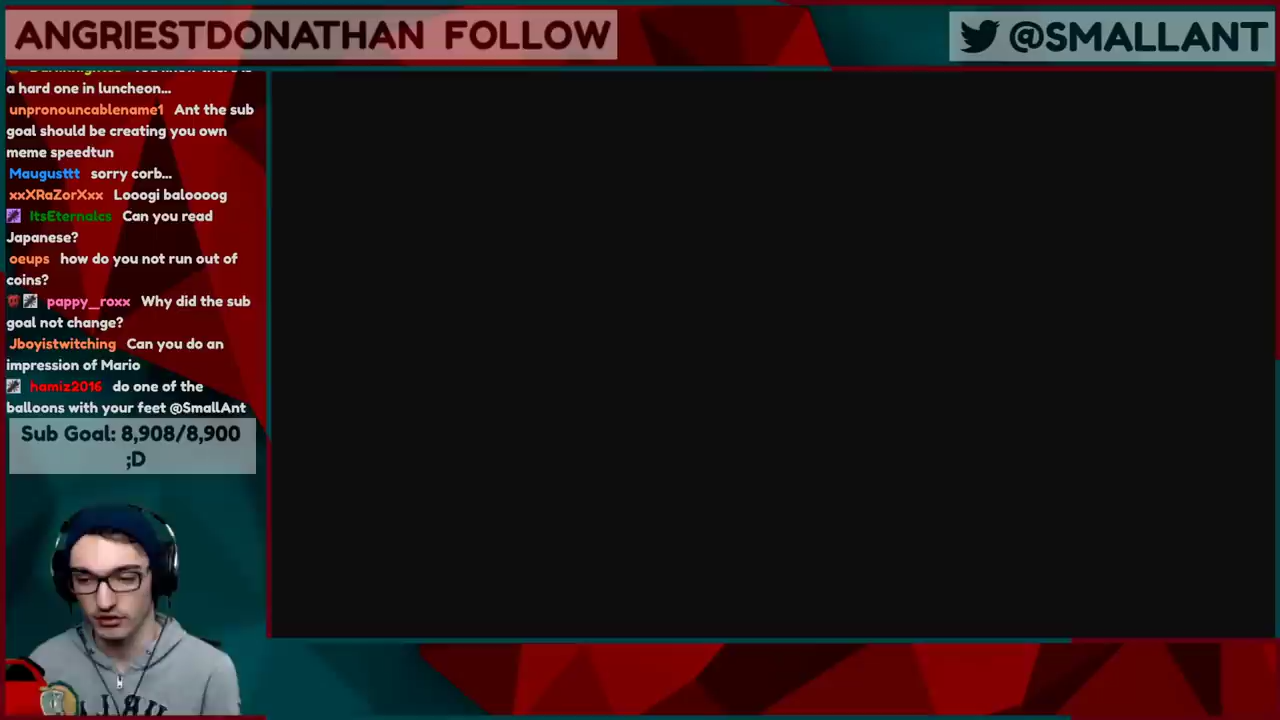 ANGRIESTDONATHAN FOLLOW
@SMALLANT
a hard one in luncheon...
unpronouncablename1 Ant the sub
goal should be creating you own
meme speedtun
Maugusttt sorry corb...
xxXRaZorXxx Looogi baloooog
ItsEternalcs Can you read
Japanese?
oeups how do you not run out of
coins?
pappy_roxx Why did the sub
goal not change?
Jboyistwitching Can you do an
impression of Mario
hamiz2016 do one of the
balloons with your feet @SmallAnt
Sub Goal: 8,908/8,900
;D